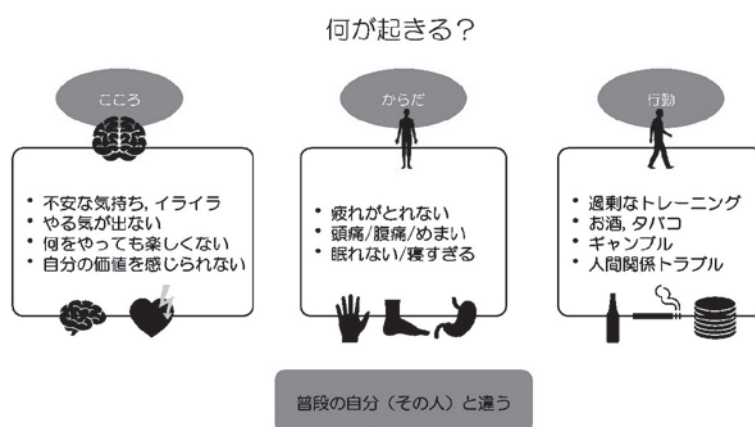 何が起きる？
こころ
• 不安な気持ち, イライラ
• やる気が出ない
• 何をやっても楽しくない
• 自分の価値を感じられない
からだ
• 疲れがとれない
• 頭痛/腹痛/めまい
• 眠れない/寝すぎる
行動
• 過剰なトレーニング
• お酒, タバコ
• ギャンブル
• 人間関係トラブル
普段の自分（その人）と違う